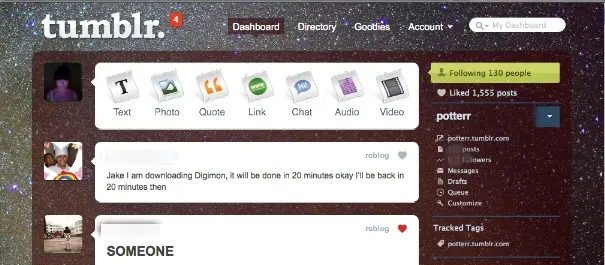 tumblr.
4
Dashboard Directory Goodies Account
My Dashboard
T
www
Hi!
Text Photo Quote Link Chat Audio Video
reblog
Jake I am downloading Digimon, it will be done in 20 minutes okay I'll be back in
20 minutes then
reblog
SOMEONE
Following 130 people
Liked 1,555 posts
potterr
potterr.tumblr.com
posts
followers
Messages
Drafts
Queue
Customize
Tracked Tags
potterr.tumblr.com